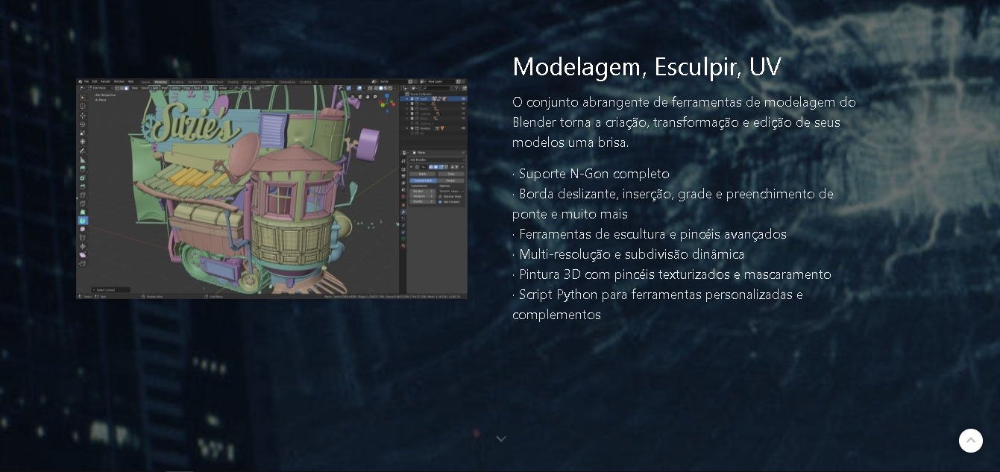 Modelagem, Esculpir, UV
O conjunto abrangente de ferramentas de modelagem do
Blender torna a criação, transformação e edição de seus
modelos uma brisa.
· Suporte N-Gon completo
· Borda deslizante, inserção, grade e preenchimento de
ponte e muito mais
· Ferramentas de escultura e pincéis avançados
· Multi-resolução e subdivisão dinâmica
· Pintura 3D com pincéis texturizados e mascaramento
· Script Python para ferramentas personalizadas e
complementos
Suzie's